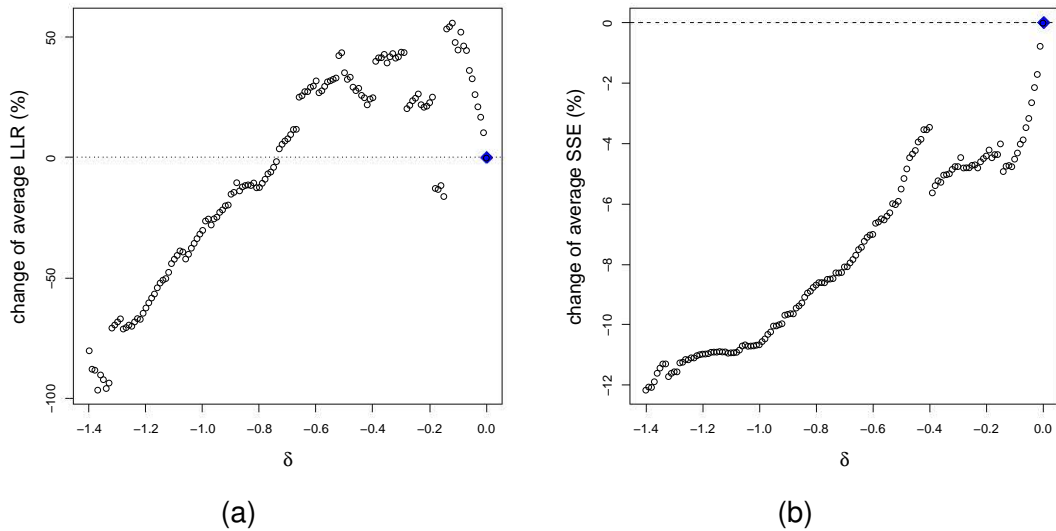 change of average LLR (%)
50
0
−50
−100
−1.4 −1.2 −1.0 −0.8 −0.6 −0.4 −0.2 0.0
δ
(a)
change of average SSE (%)
0
−2
−4
−6
−8
−10
−12
−1.4 −1.2 −1.0 −0.8 −0.6 −0.4 −0.2 0.0
δ
(b)